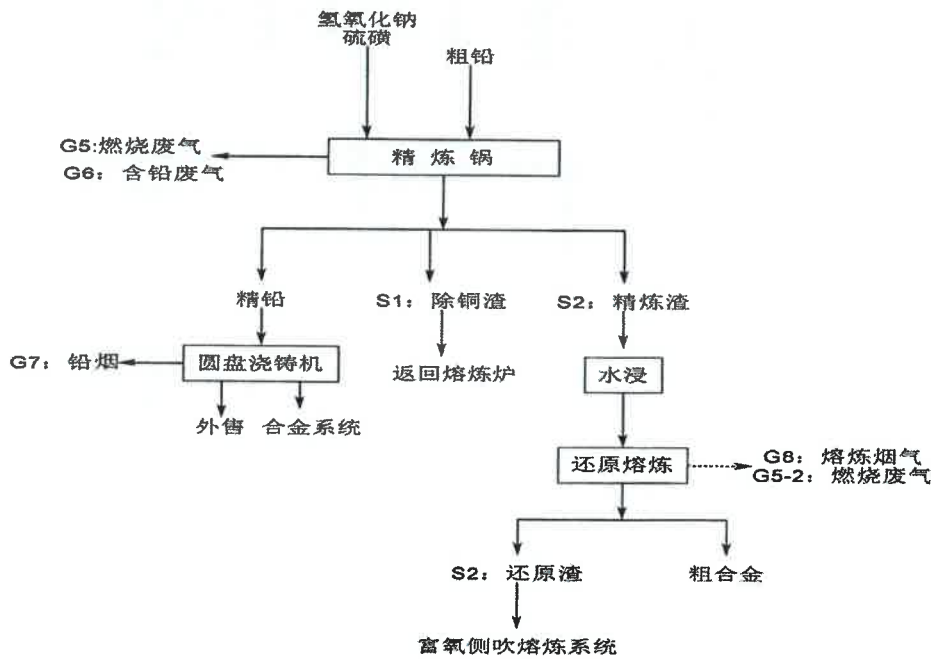 氢氧化钠
硫磺
粗铅
G5:燃烧废气
G6：含铅废气
精 炼 锅
精铅
S1：除铜渣
S2：精炼渣
G7：铅烟
圆盘浇铸机
返回熔炼炉
水浸
外售
合金系统
还原熔炼
G8：熔炼烟气
G5-2：燃烧废气
S2：还原渣
粗合金
富氧侧吹熔炼系统